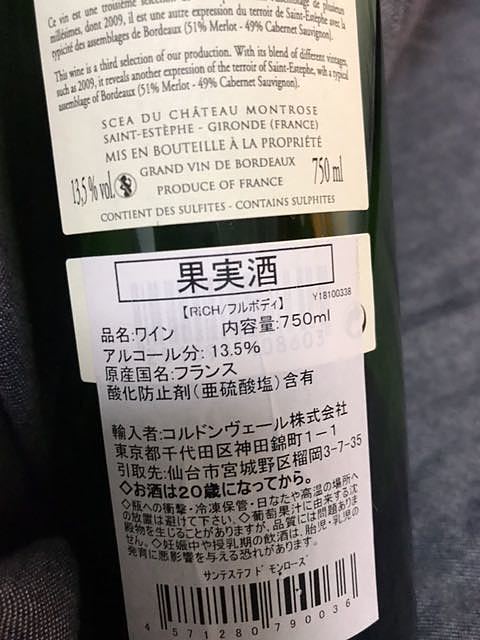 Ce vin est une troisième sélection
millésimes, dont 2009, il est une autre expression du terroir de Saint-Estèphe avec la
typicité des assemblages de Bordeaux (51% Merlot - 49% Cabernet Sauvignon).
This wine is a third selection of our production. With its blend of different vintages,
such as 2009, it reveals another expression of the terroir of Saint-Estephe, with a typical
assemblage of Bordeaux (51% Merlot - 49% Cabernet Sauvignon).
SCEA DU CHÂTEAU MONTROSE
SAINT-ESTÈPHE - GIRONDE (FRANCE)
MIS EN BOUTEILLE À LA PROPRIÉTÉ
GRAND VIN DE BORDEAUX
13,5 % vol. PRODUCE OF FRANCE 750 ml
CONTIENT DES SULFITES - CONTAINS SULPHITES
果実酒
【RICH/フルボディ】 Y18100338
品名:ワイン 内容量:750ml
アルコール分: 13.5%
原産国名:フランス
酸化防止剤(亜硫酸塩)含有
輸入者:コルドンヴェール株式会社
東京都千代田区神田錦町1-1
引取先:仙台市宮城野区榴岡3-7-35
◇お酒は20歳になってから。
◇瓶への衝撃・冷凍保管・日なたや高温の場所へ
の放置は避けて下さい。◇葡萄果汁に由来する沈
殿物を生じることがありますが、品質には問題ありま
せん。◇妊娠中や授乳期の飲酒は、胎児・乳児の
発育に悪影響を与える恐れがあります。
サンテステフ ド モンローズ
4 571280 790036